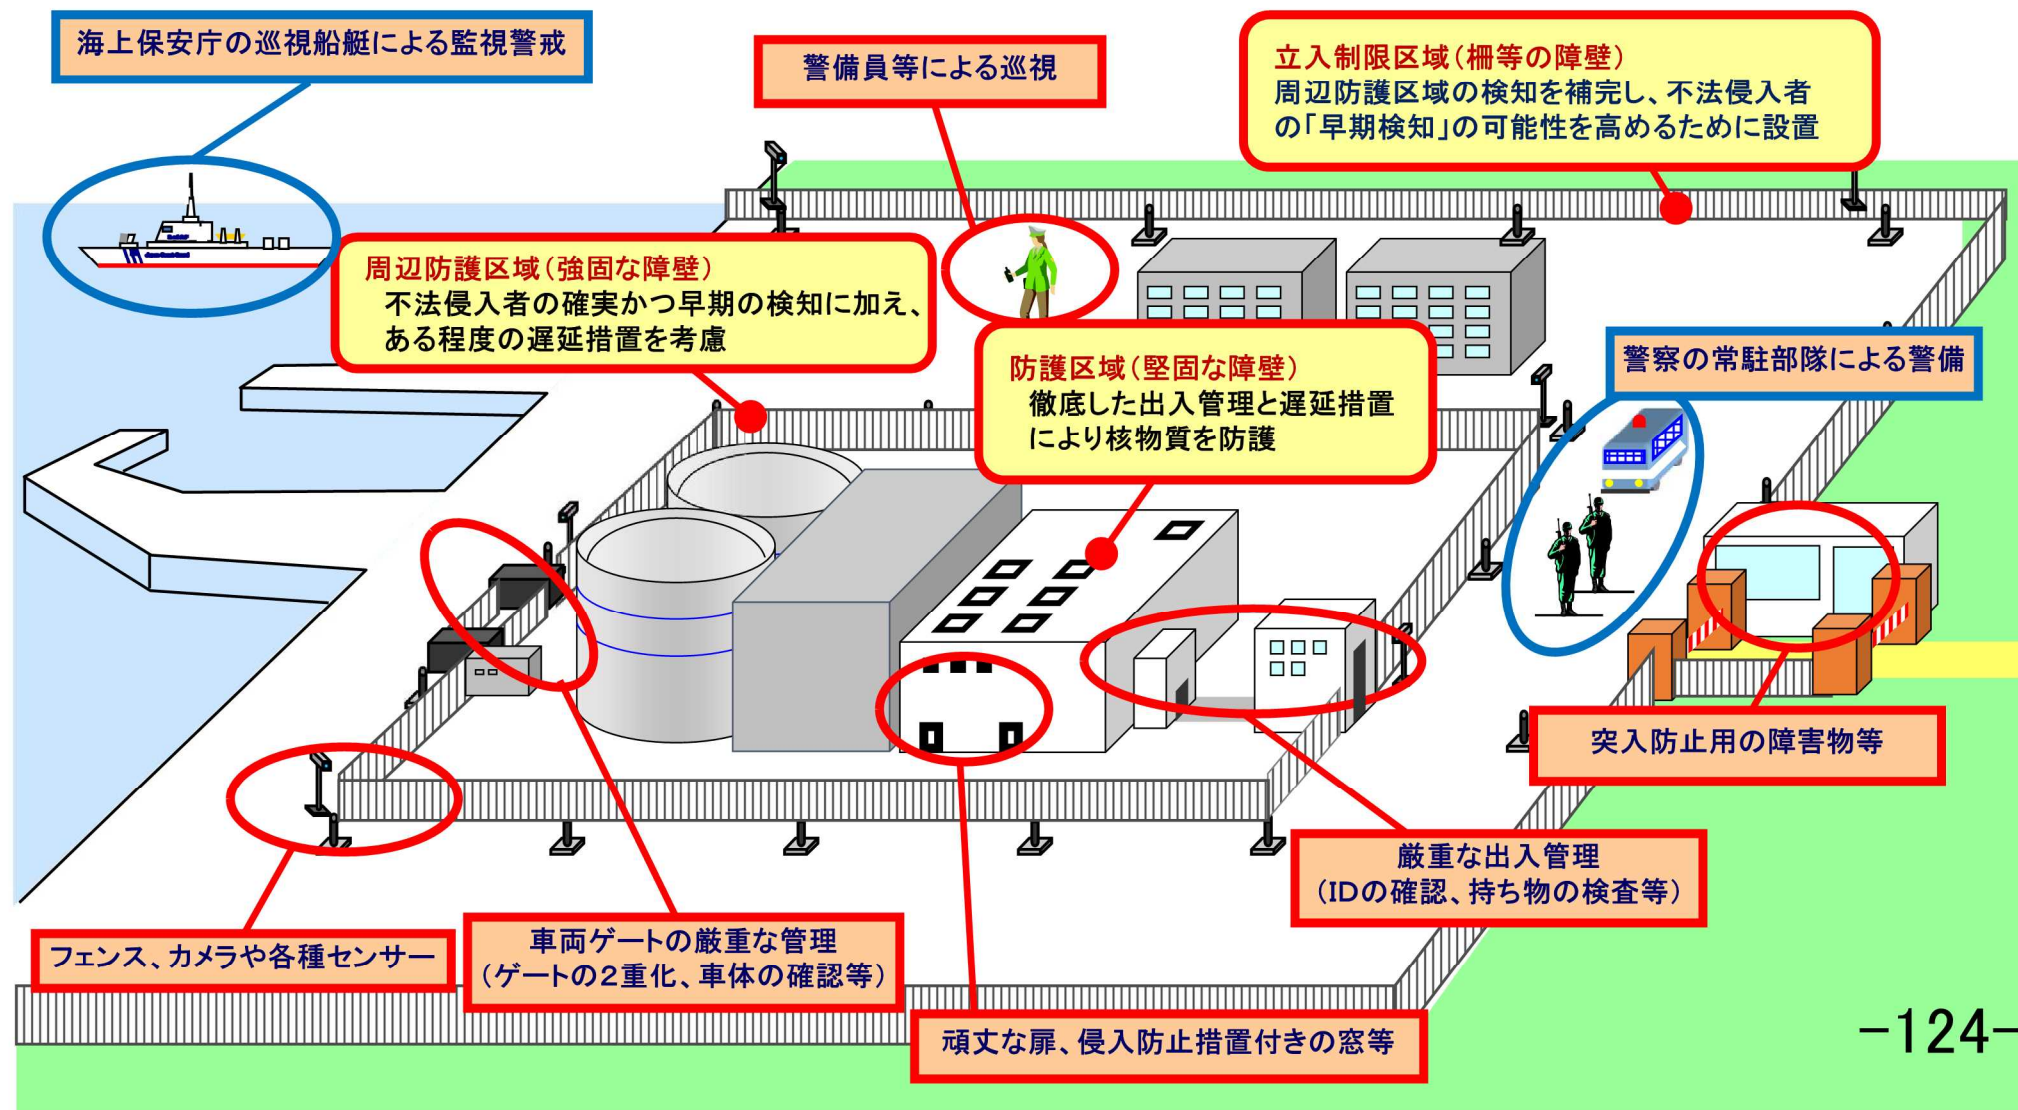 海上保安庁の巡視船艇による監視警戒
警備員等による巡視
立入制限区域(柵等の障壁)
周辺防護区域の検知を補完し、不法侵入者
の「早期検知」の可能性を高めるために設置
周辺防護区域(強固な障壁)
不法侵入者の確実かつ早期の検知に加え、
ある程度の遅延措置を考慮
防護区域(堅固な障壁)
徹底した出入管理と遅延措置
により核物質を防護
警察の常駐部隊による警備
突入防止用の障害物等
厳重な出入管理
(IDの確認、持ち物の検査等)
フェンス、カメラや各種センサー
車両ゲートの厳重な管理
(ゲートの2重化、車体の確認等)
頑丈な扉、侵入防止措置付きの窓等
-124-